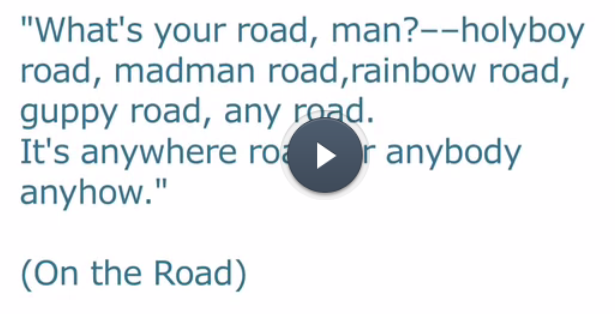 "What's your road, man?––holyboy
road, madman road,rainbow road,
guppy road, any road.
It's anywhere anybody
anyhow."

(On the Road)